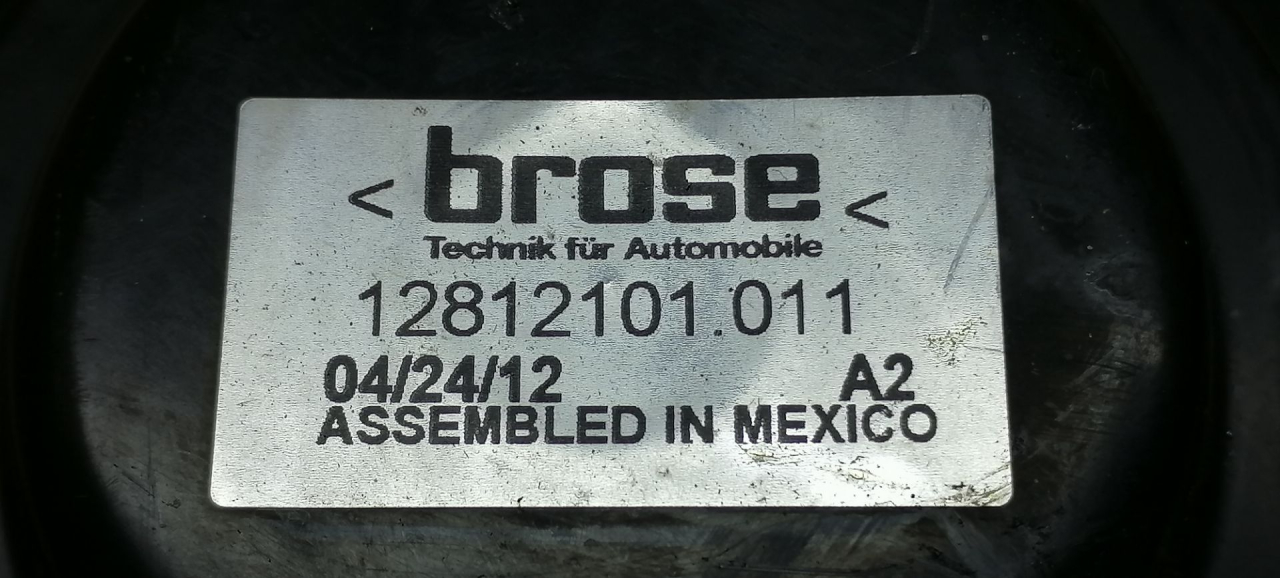 < brose <
Technik für Automobile
12812101.011
04/24/12 A2
ASSEMBLED IN MEXICO